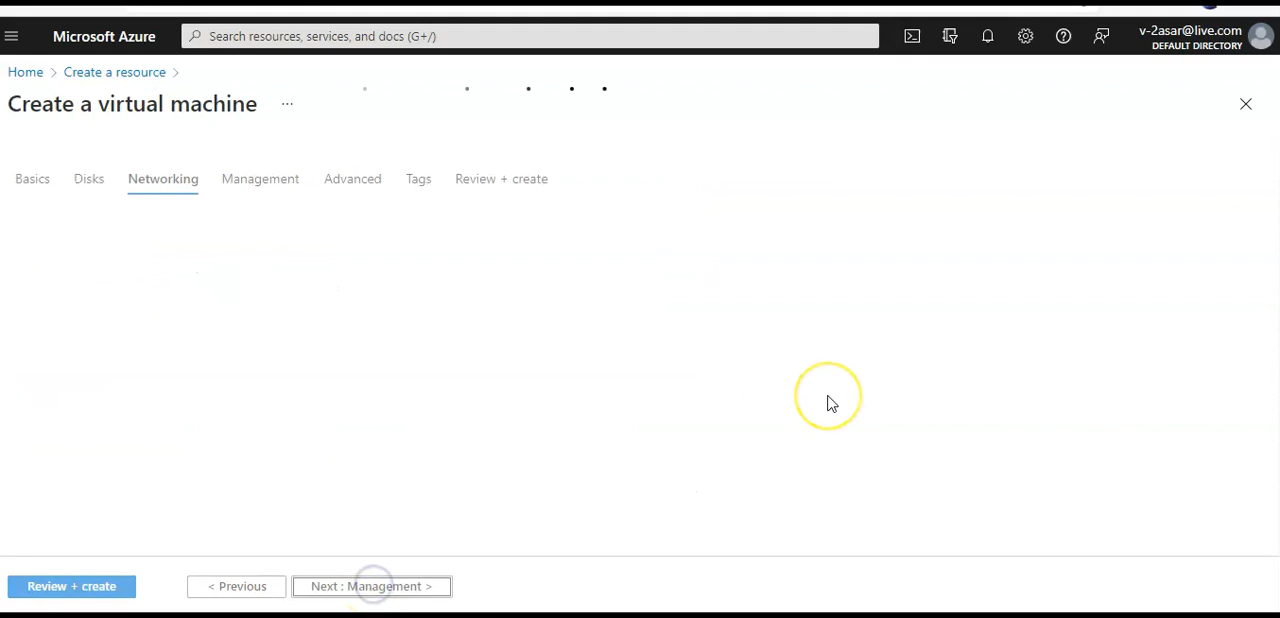 Microsoft Azure
Search resources, services, and docs (G+/)
v-2asar@live.com
DEFAULT DIRECTORY
Home > Create a resource >
Create a virtual machine ...
Basics Disks Networking Management Advanced Tags Review + create
Review + create < Previous Next : Management >